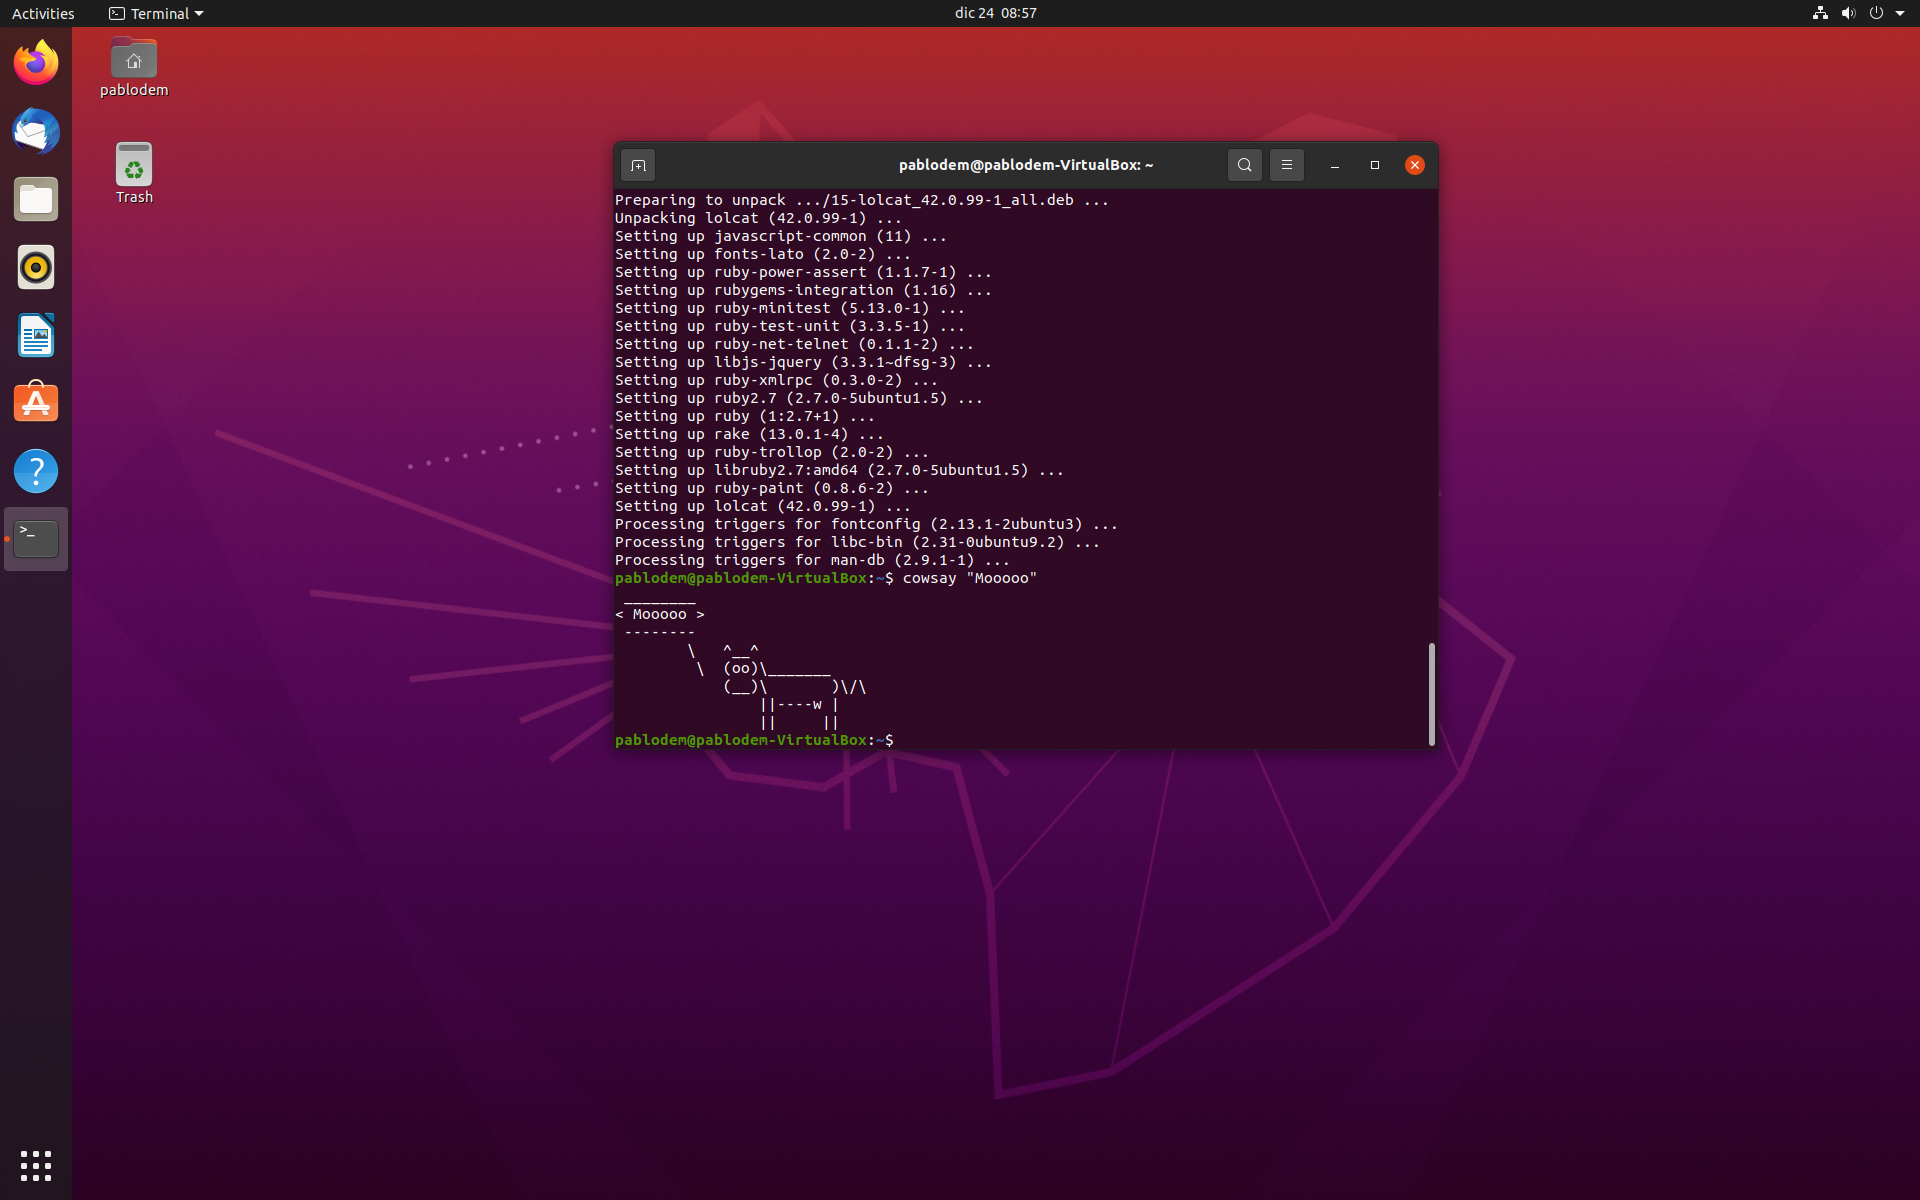 Activities
Terminal
dic 24 08:57
pablodem
Trash
pablodem@pablodem-VirtualBox: ~
Preparing to unpack .../15-lolcat_42.0.99-1_all.deb ...
Unpacking lolcat (42.0.99-1) ...
Setting up javascript-common (11) ...
Setting up fonts-lato (2.0-2) ...
Setting up ruby-power-assert (1.1.7-1) ...
Setting up rubygems-integration (1.16) ...
Setting up ruby-minitest (5.13.0-1) ...
Setting up ruby-test-unit (3.3.5-1) ...
Setting up ruby-net-telnet (0.1.1-2) ...
Setting up libjs-jquery (3.3.1~dfsg-3) ...
Setting up ruby-xmlrpc (0.3.0-2) ...
Setting up ruby2.7 (2.7.0-5ubuntu1.5) ...
Setting up ruby (1:2.7+1) ...
Setting up rake (13.0.1-4) ...
Setting up ruby-trollop (2.0-2) ...
Setting up libruby2.7:amd64 (2.7.0-5ubuntu1.5) ...
Setting up ruby-paint (0.8.6-2) ...
Setting up lolcat (42.0.99-1) ...
Processing triggers for fontconfig (2.13.1-2ubuntu3) ...
Processing triggers for libc-bin (2.31-0ubuntu9.2) ...
Processing triggers for man-db (2.9.1-1) ...
pablodem@pablodem-VirtualBox:~$ cowsay "Mooooo"
 ________
< Mooooo >
 --------
        \   ^__^
         \  (oo)\_______
            (__)\       )\/\
                ||----w |
                ||     ||
pablodem@pablodem-VirtualBox:~$